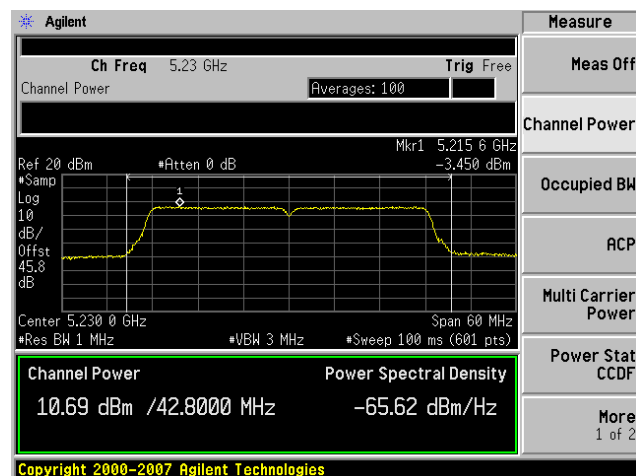 Agilent
Measure
Ch Freq 5.23 GHz Trig Free
Channel Power Averages: 100
Mkr1 5.215 6 GHz
Ref 20 dBm #Atten 0 dB -3.450 dBm
#Samp
Log
10
dB/
Offst
45.8
dB
1
Center 5.230 0 GHz Span 60 MHz
#Res BW 1 MHz #VBW 3 MHz #Sweep 100 ms (601 pts)
Channel Power Power Spectral Density
10.69 dBm /42.8000 MHz -65.62 dBm/Hz
Copyright 2000-2007 Agilent Technologies
Meas Off
Channel Power
Occupied BW
ACP
Multi Carrier
Power
Power Stat
CCDF
More
1 of 2